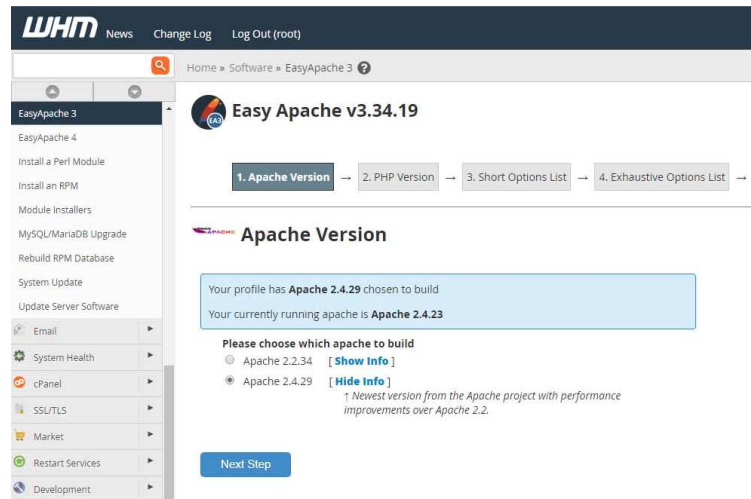 WHM News Change Log Log Out (root)
Home » Software » EasyApache 3
EasyApache 3
EasyApache 4
Install a Perl Module
Install an RPM
Module Installers
MySQL/MariaDB Upgrade
Rebuild RPM Database
System Update
Update Server Software
Email
System Health
cPanel
SSL/TLS
Market
Restart Services
Development
EA3
Easy Apache v3.34.19
1. Apache Version → 2. PHP Version → 3. Short Options List → 4. Exhaustive Options List →
APACHE Apache Version
Your profile has Apache 2.4.29 chosen to build
Your currently running apache is Apache 2.4.23
Please choose which apache to build
Apache 2.2.34 [ Show Info ]
Apache 2.4.29 [ Hide Info ]
↑ Newest version from the Apache project with performance
improvements over Apache 2.2.
Next Step